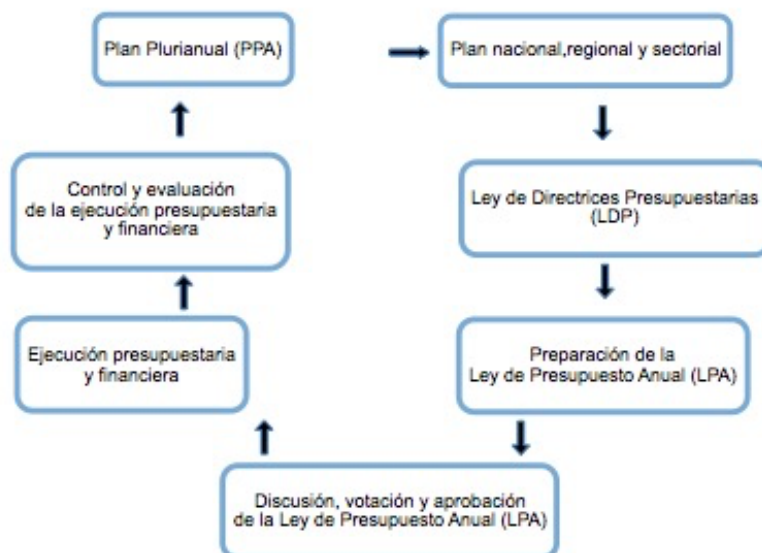 Plan Plurianual (PPA)
Plan nacional,regional y sectorial
Ley de Directrices Presupuestarias
(LDP)
Preparación de la
Ley de Presupuesto Anual (LPA)
Discusión, votación y aprobación
de la Ley de Presupuesto Anual (LPA)
Ejecución presupuestaria
y financiera
Control y evaluación
de la ejecución presupuestaria
y financiera